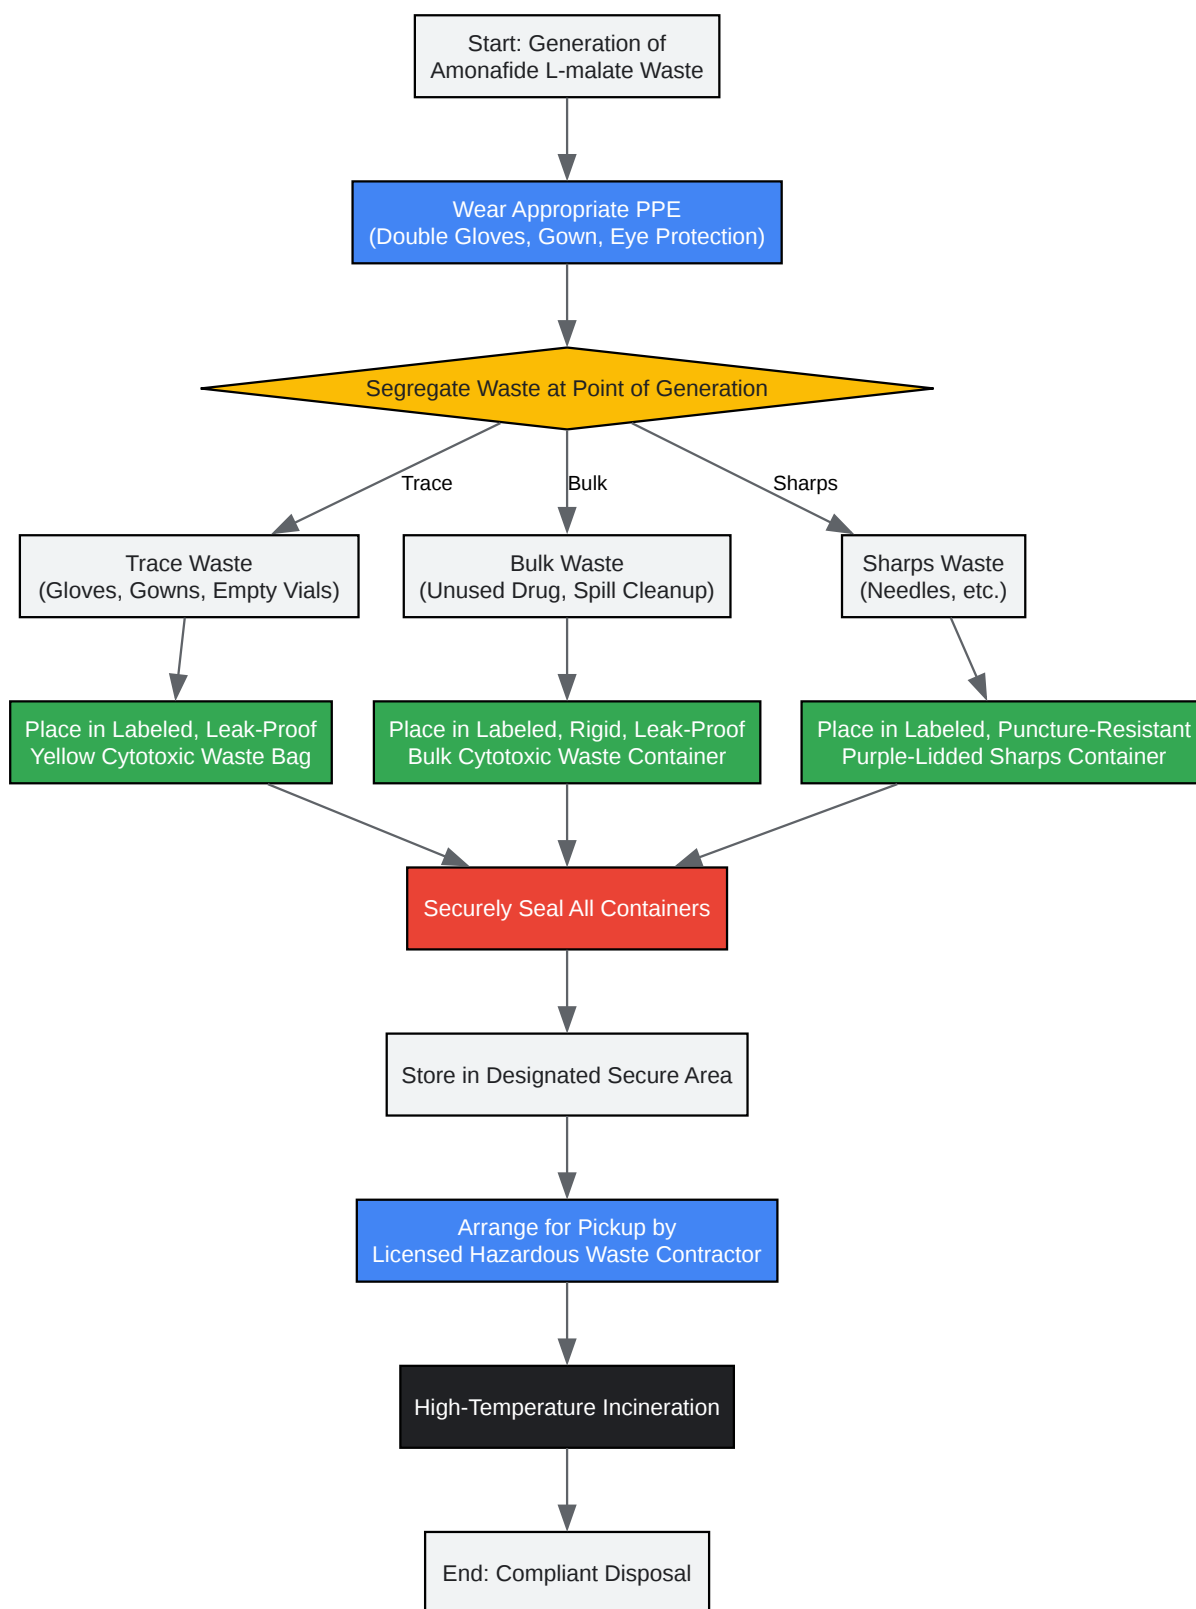 Start: Generation of
Amonafide L-malate Waste
Wear Appropriate PPE
(Double Gloves, Gown, Eye Protection)
Segregate Waste at Point of Generation
Trace
Bulk
Sharps
Trace Waste
(Gloves, Gowns, Empty Vials)
Bulk Waste
(Unused Drug, Spill Cleanup)
Sharps Waste
(Needles, etc.)
Place in Labeled, Leak-Proof
Yellow Cytotoxic Waste Bag
Place in Labeled, Rigid, Leak-Proof
Bulk Cytotoxic Waste Container
Place in Labeled, Puncture-Resistant
Purple-Lidded Sharps Container
Securely Seal All Containers
Store in Designated Secure Area
Arrange for Pickup by
Licensed Hazardous Waste Contractor
High-Temperature Incineration
End: Compliant Disposal